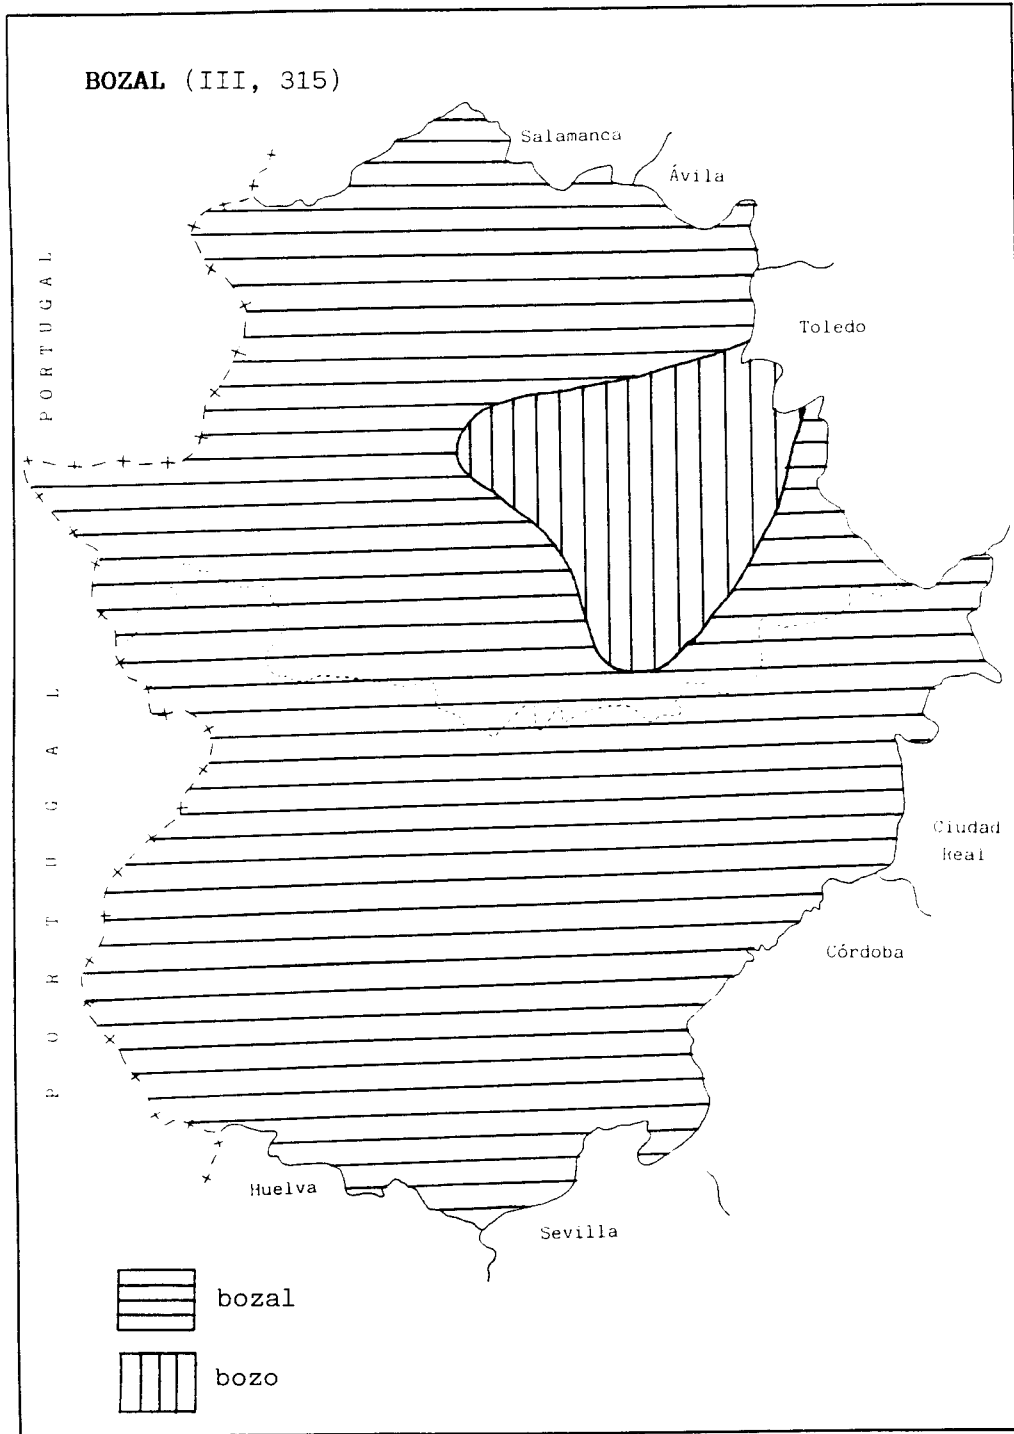 BOZAL (III, 315)
Salamanca
Ávila
PORTUGAL
Toledo
PORTUGAL
Ciudad
Real
Córdoba
Huelva
Sevilla
bozal
bozo